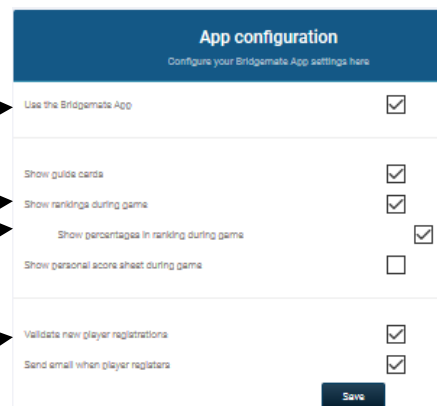 App configuration
Configure your Bridgemate App settings here
Use the Bridgemate App
Show guide cards
Show rankings during game
Show percentages in ranking during game
Show personal score sheet during game
Validate new player registrations
Send email when player registers
Save